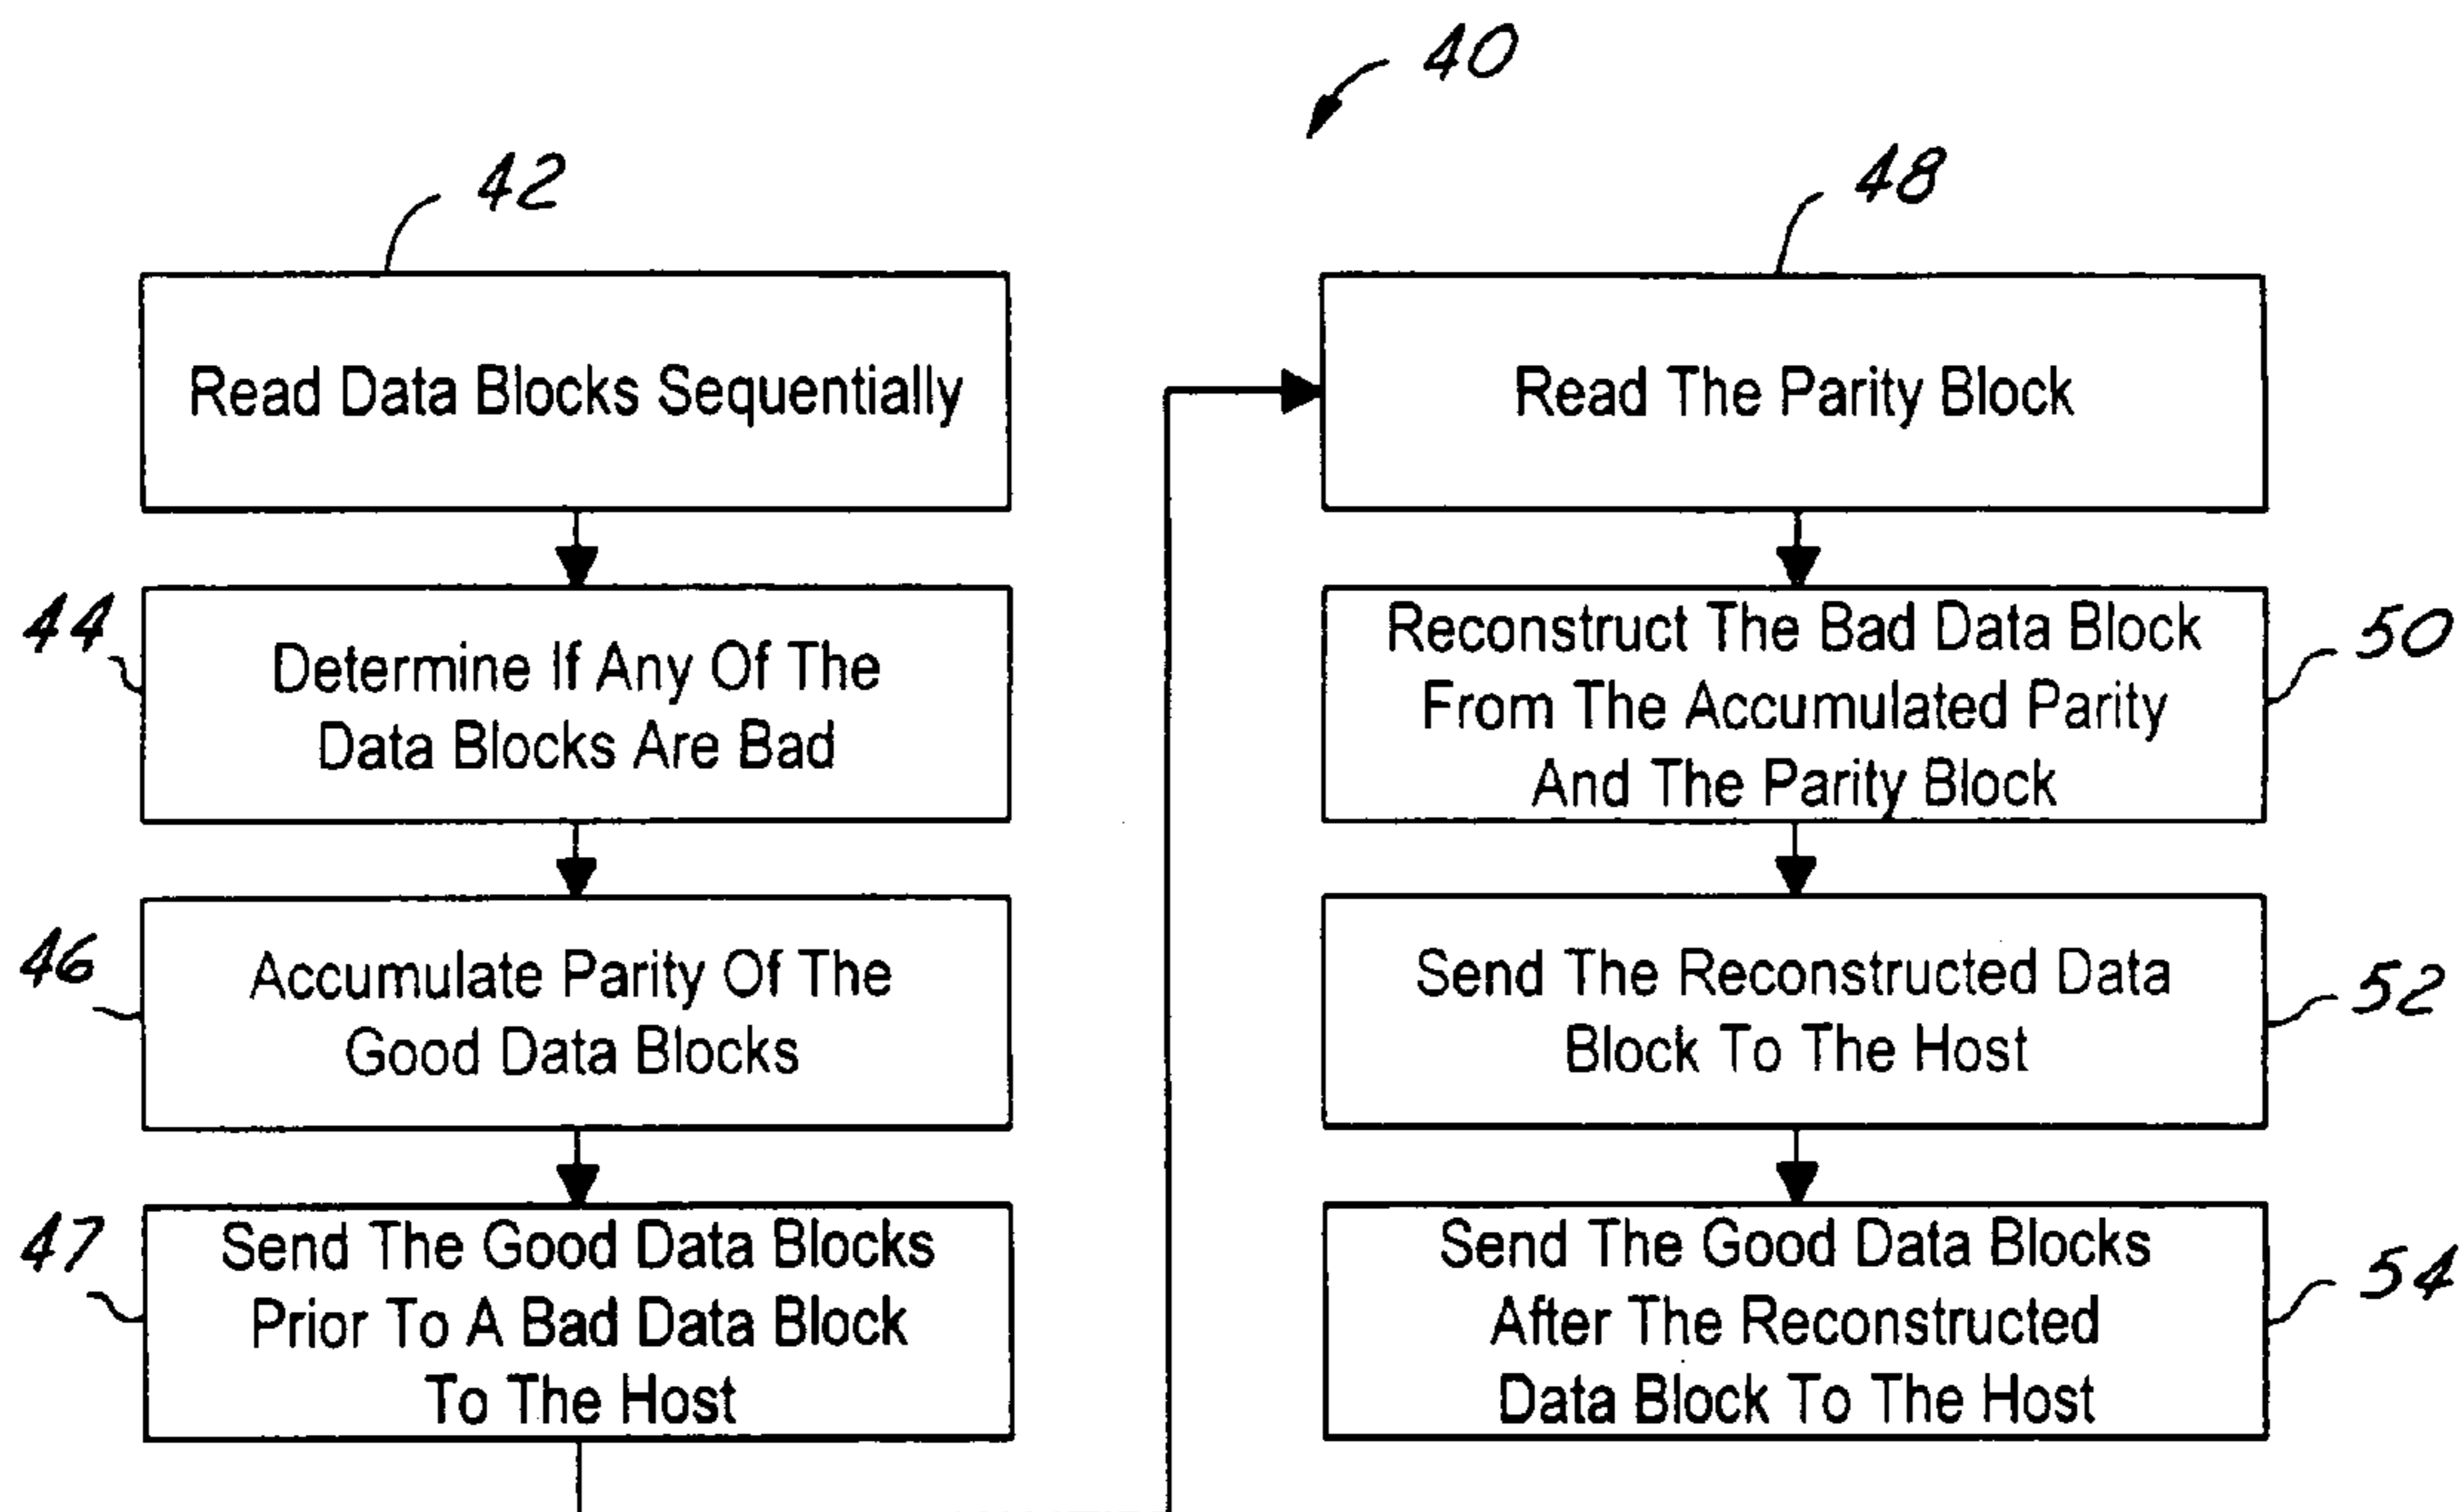 40
42
Read Data Blocks Sequentially
44
Determine If Any Of The
Data Blocks Are Bad
46
Accumulate Parity Of The
Good Data Blocks
47
Send The Good Data Blocks
Prior To A Bad Data Block
To The Host
48
Read The Parity Block
Reconstruct The Bad Data Block
From The Accumulated Parity
And The Parity Block
50
Send The Reconstructed Data
Block To The Host
52
Send The Good Data Blocks
After The Reconstructed
Data Block To The Host
54